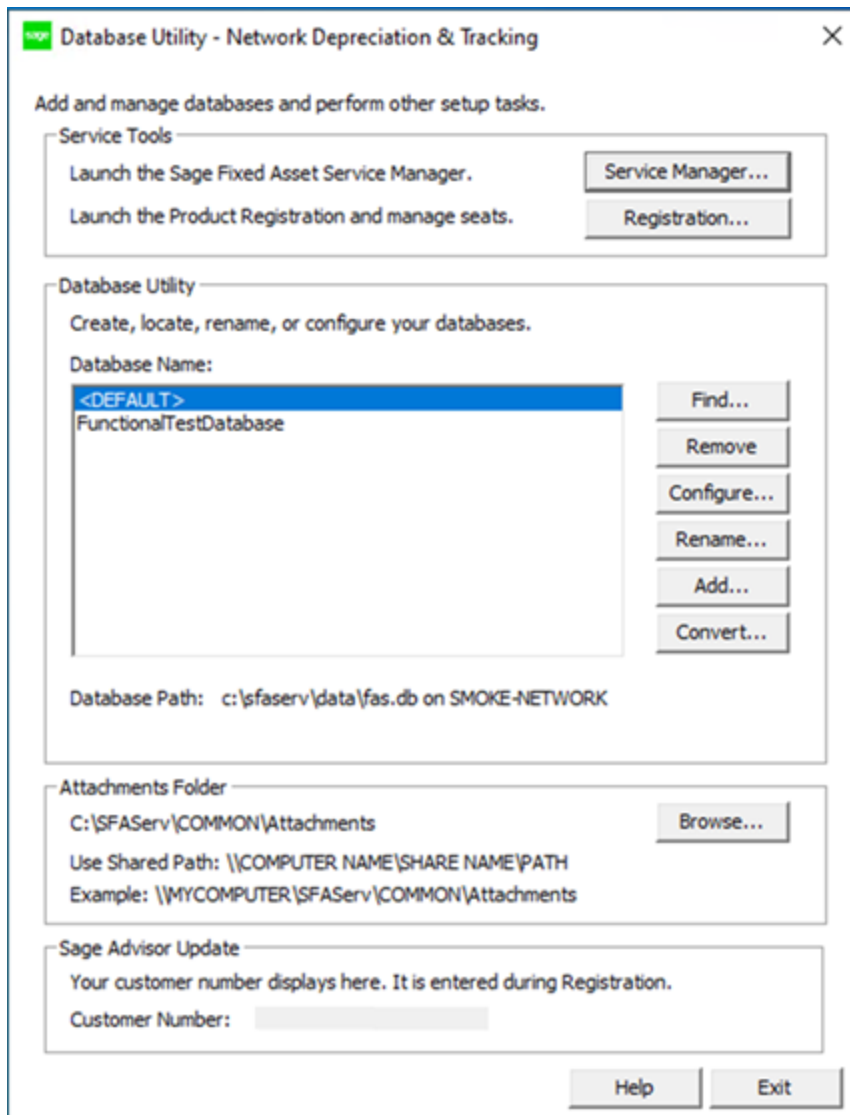 sage Database Utility - Network Depreciation & Tracking
Add and manage databases and perform other setup tasks.
Service Tools
Launch the Sage Fixed Asset Service Manager.
Service Manager...
Launch the Product Registration and manage seats.
Registration...
Database Utility
Create, locate, rename, or configure your databases.
Database Name:
<DEFAULT>
Find...
FunctionalTestDatabase
Remove
Configure...
Rename...
Add...
Convert...
Database Path: c:\sfaserv\data\fas.db on SMOKE-NETWORK
Attachments Folder
C:\SFAServ\COMMON\Attachments
Browse...
Use Shared Path: \\COMPUTER NAME\SHARE NAME\PATH
Example: \\MYCOMPUTER\SFAServ\COMMON\Attachments
Sage Advisor Update
Your customer number displays here. It is entered during Registration.
Customer Number:
Help
Exit